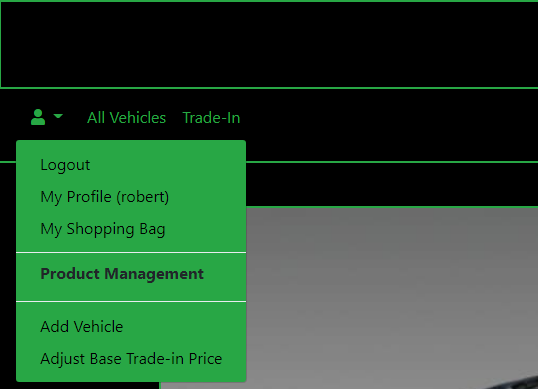 All Vehicles Trade-In
Logout
My Profile (robert)
My Shopping Bag
Product Management
Add Vehicle
Adjust Base Trade-in Price